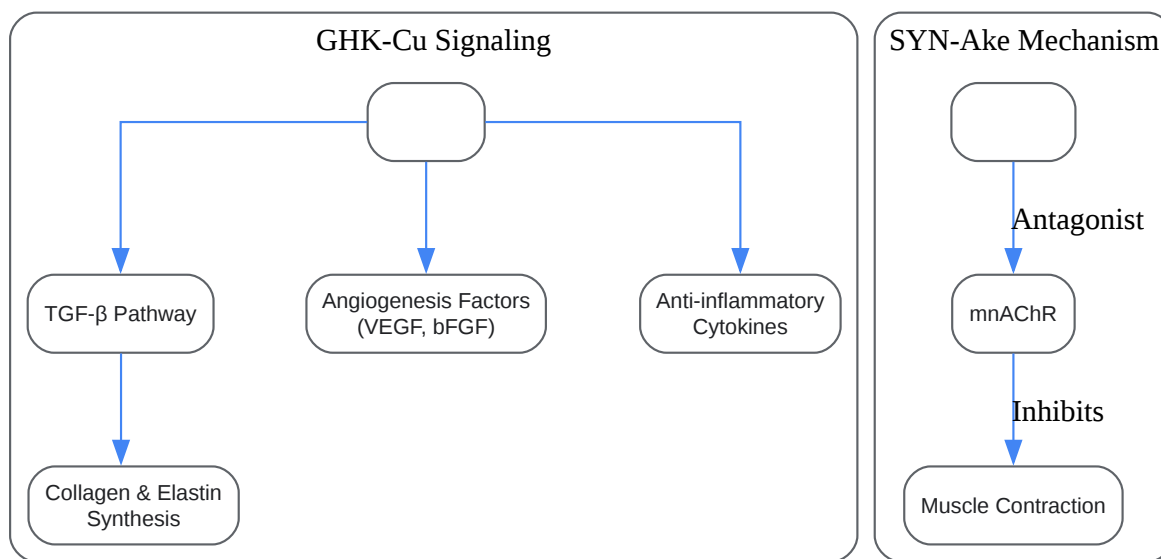 GHK-Cu Signaling
TGF-β Pathway
Angiogenesis Factors
(VEGF, bFGF)
Anti-inflammatory
Cytokines
Collagen & Elastin
Synthesis
SYN-Ake Mechanism
Antagonist
mnAChR
Inhibits
Muscle Contraction